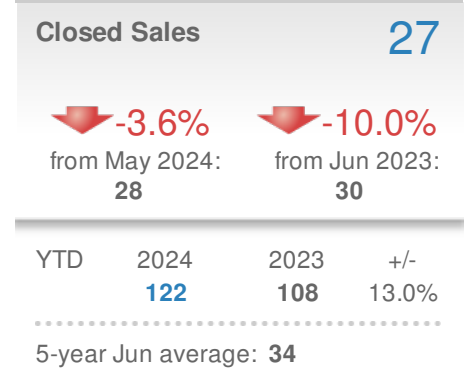 Closed Sales 27
-3.6% -10.0%
from May 2024: from Jun 2023:
28 30
YTD 2024 2023 +/-
122 108 13.0%
5-year Jun average: 34